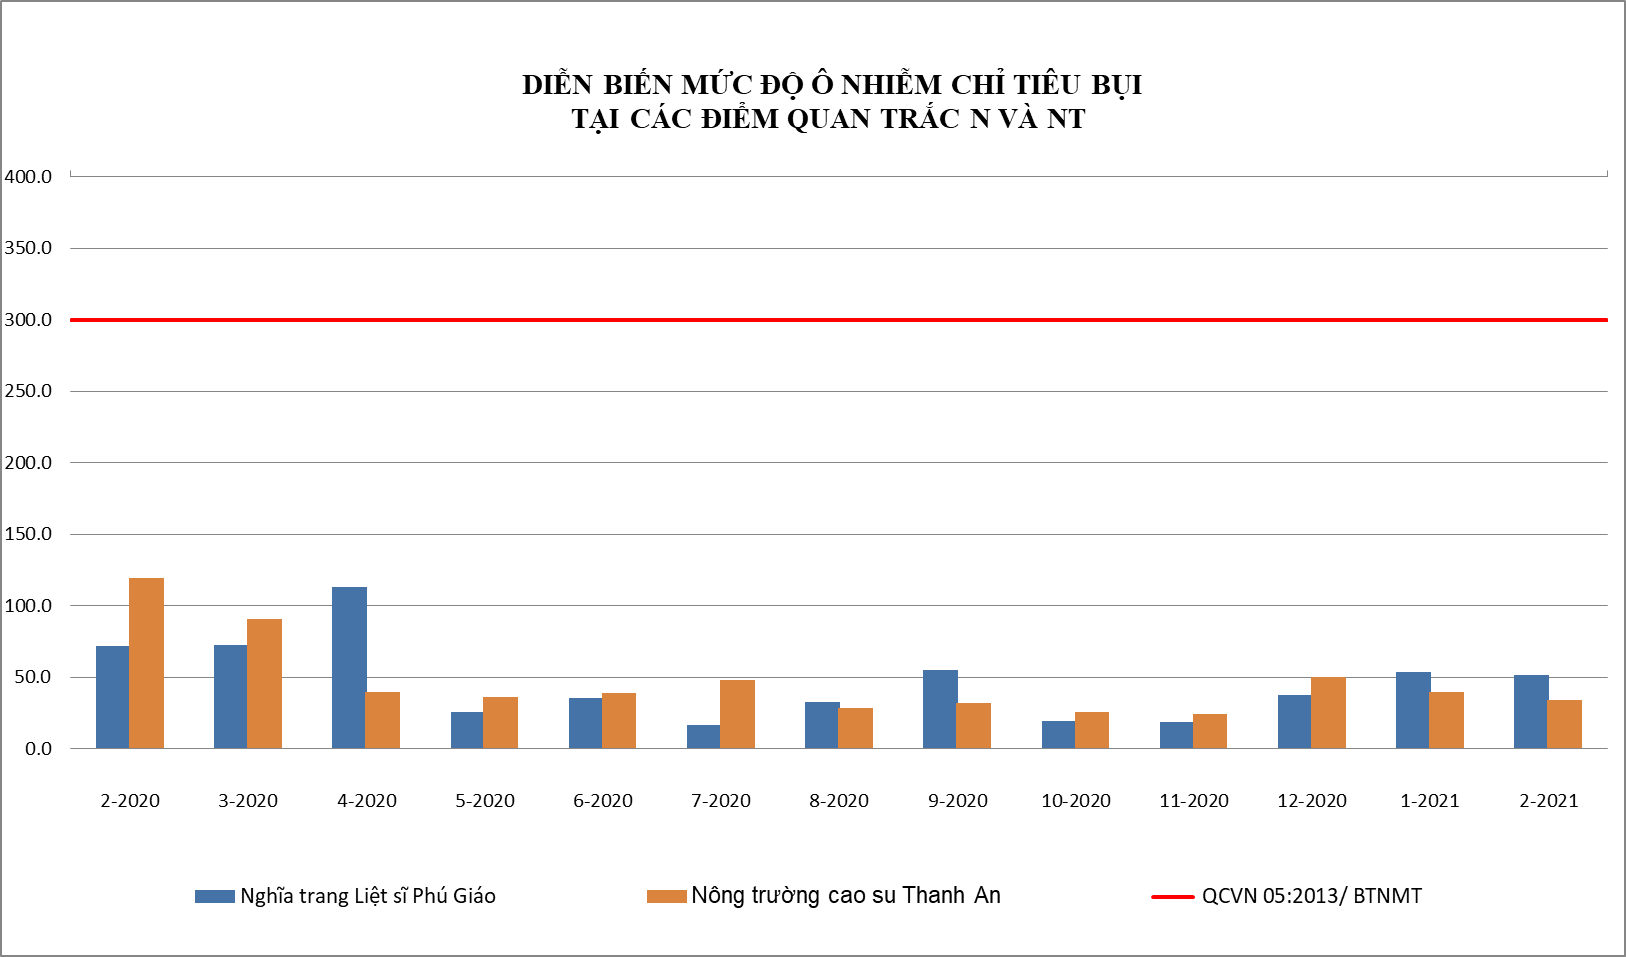 DIỄN BIẾN MỨC ĐỘ Ô NHIỄM CHỈ TIÊU BỤI
TẠI CÁC ĐIỂM QUAN TRẮC N VÀ NT
400.0
350.0
300.0
250.0
200.0
150.0
100.0
50.0
0.0
2-2020 3-2020 4-2020 5-2020 6-2020 7-2020 8-2020 9-2020 10-2020 11-2020 12-2020 1-2021 2-2021
Nghĩa trang Liệt sĩ Phú Giáo Nông trường cao su Thanh An QCVN 05:2013/ BTNMT